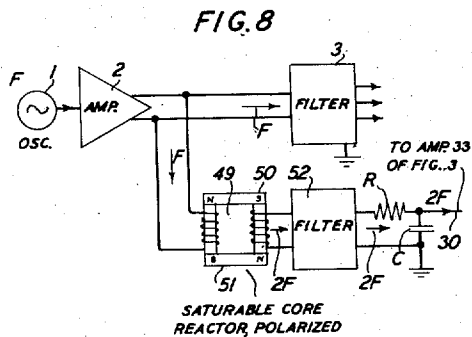 FIG. 8
F
1
OSC.
2
AMP.
F
3
FILTER
F
TO AMP. 33
OF FIG. 3
49
50
N S
S N
51
2F
52
FILTER
2F
R
C
2F
30
SATURABLE CORE
REACTOR, POLARIZED